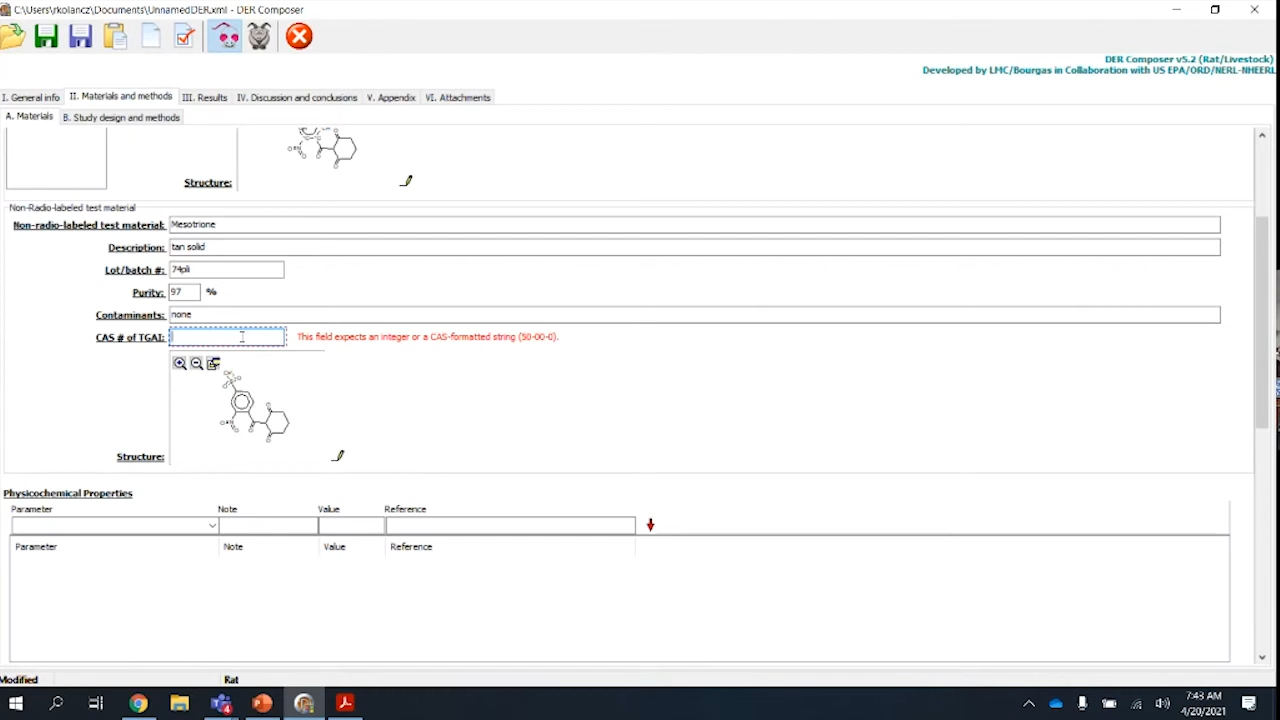 C:\Users\rkolancz\Documents\UnnamedDER.xml - DER Composer
DER Composer v5.2 (Rat/Livestock)
Developed by LMC/Bourgas in Collaboration with US EPA/ORD/NERL-NHEERL
I. General info II. Materials and methods III. Results IV. Discussion and conclusions V. Appendix VI. Attachments
A. Materials B. Study design and methods
Structure:
Non-Radio-labeled test material
Non-radio-labeled test material: Mesotrione
Description: tan solid
Lot/batch #: 74pli
Purity: 97 %
Contaminants: none
CAS # of TGAI: This field expects an integer or a CAS-formatted string (50-00-0).
Structure:
Physicochemical Properties
Parameter Note Value Reference
Parameter Note Value Reference
Modified Rat
7:43 AM
4/20/2021